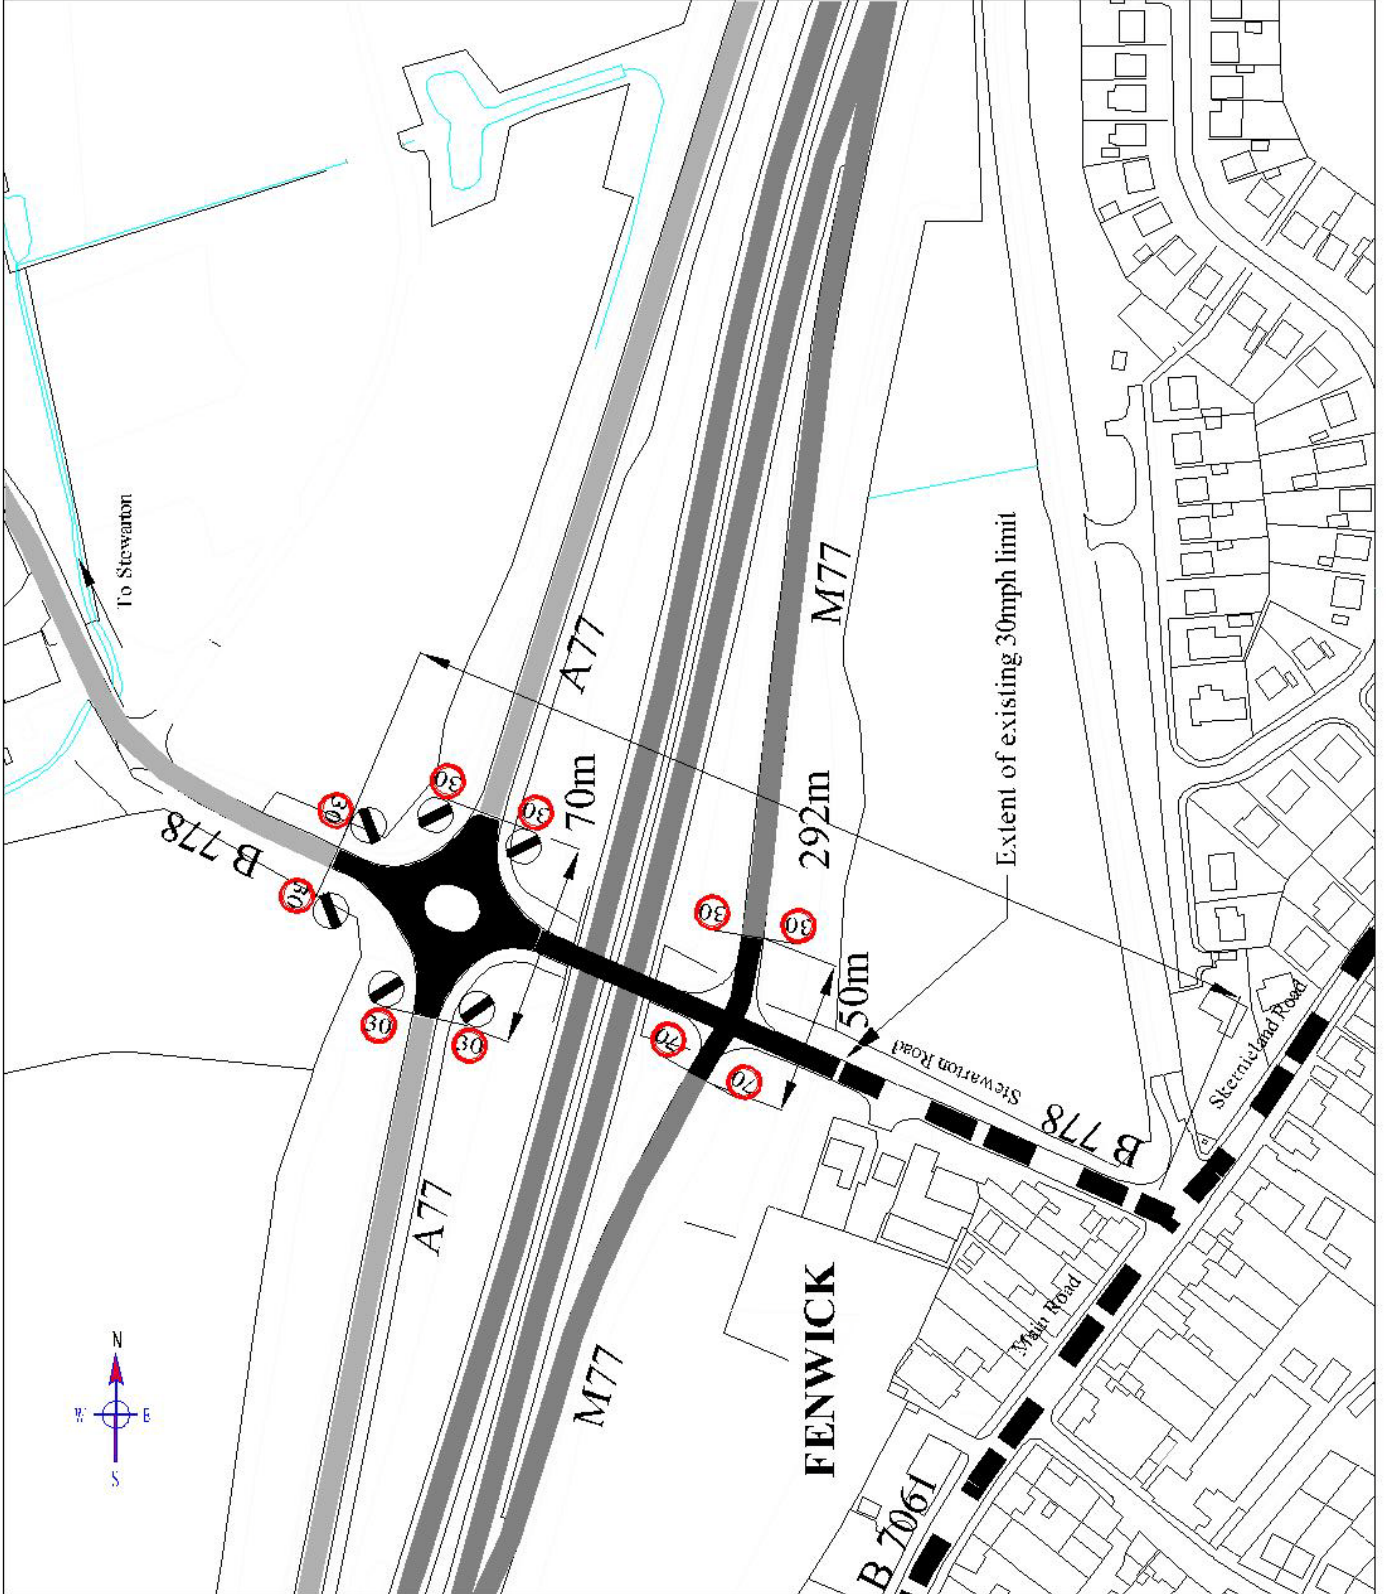 To Stewarton
A77
M77
Extent of existing 30mph limit
B 778
30
30
30
30
70m
292m
30
30
30
30
70
70
50m
Stewarton Road
B 778
Skernieland Road
A77
M77
FENWICK
Main Road
B 7061
N
W E
S